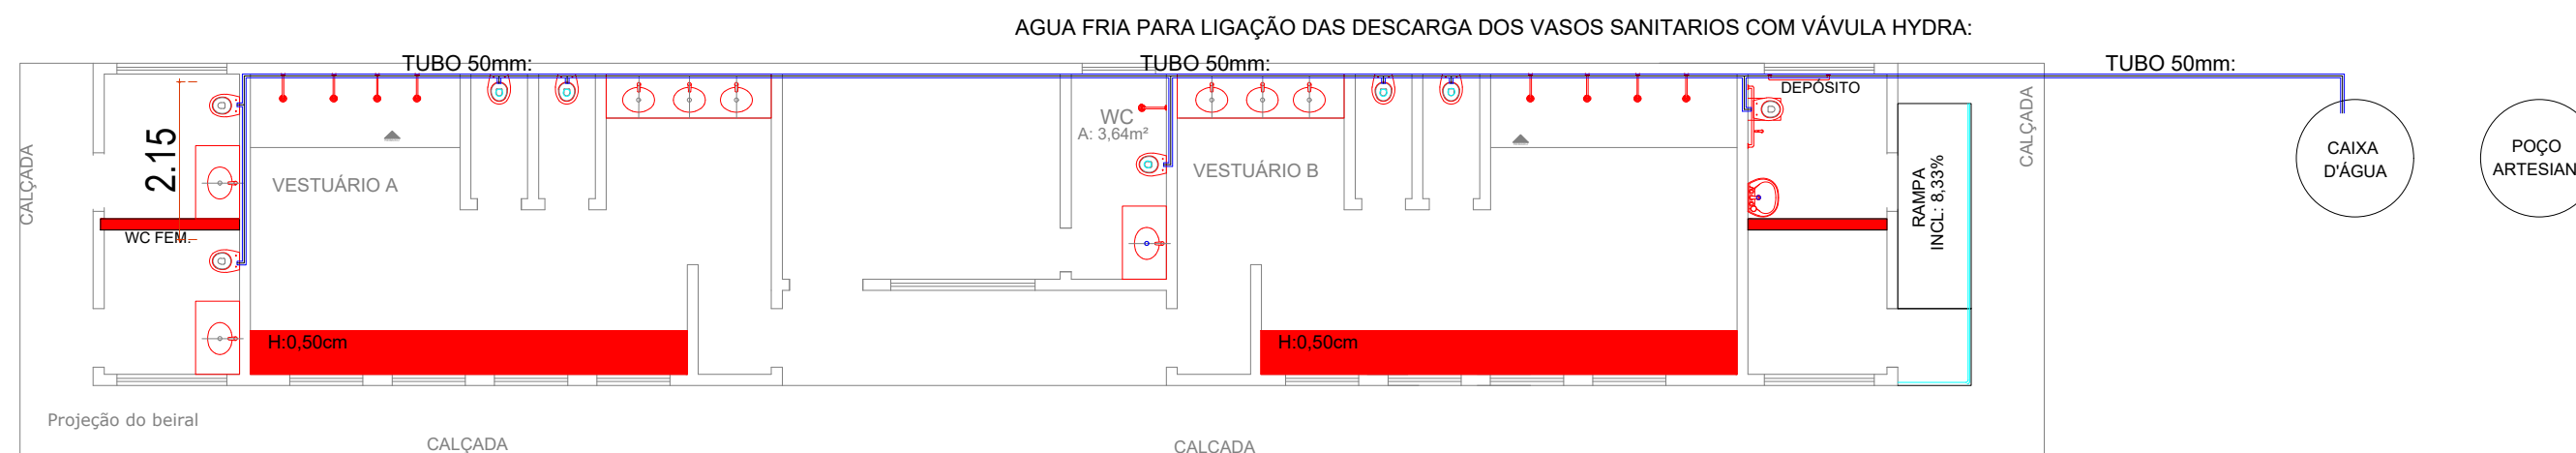 AGUA FRIA PARA LIGAÇÃO DAS DESCARGA DOS VASOS SANITARIOS COM VÁVULA HYDRA:
TUBO 50mm:
TUBO 50mm:
TUBO 50mm:
DEPÓSITO
WC
A: 3,64m²
CALÇADA
2.15
VESTUÁRIO A
VESTUÁRIO B
CALÇADA
RAMPA
INCL: 8,33%
CAIXA
D'ÁGUA
POÇO
ARTESIAN
WC FEM.
H:0,50cm
H:0,50cm
Projeção do beiral
CALÇADA
CALCADA